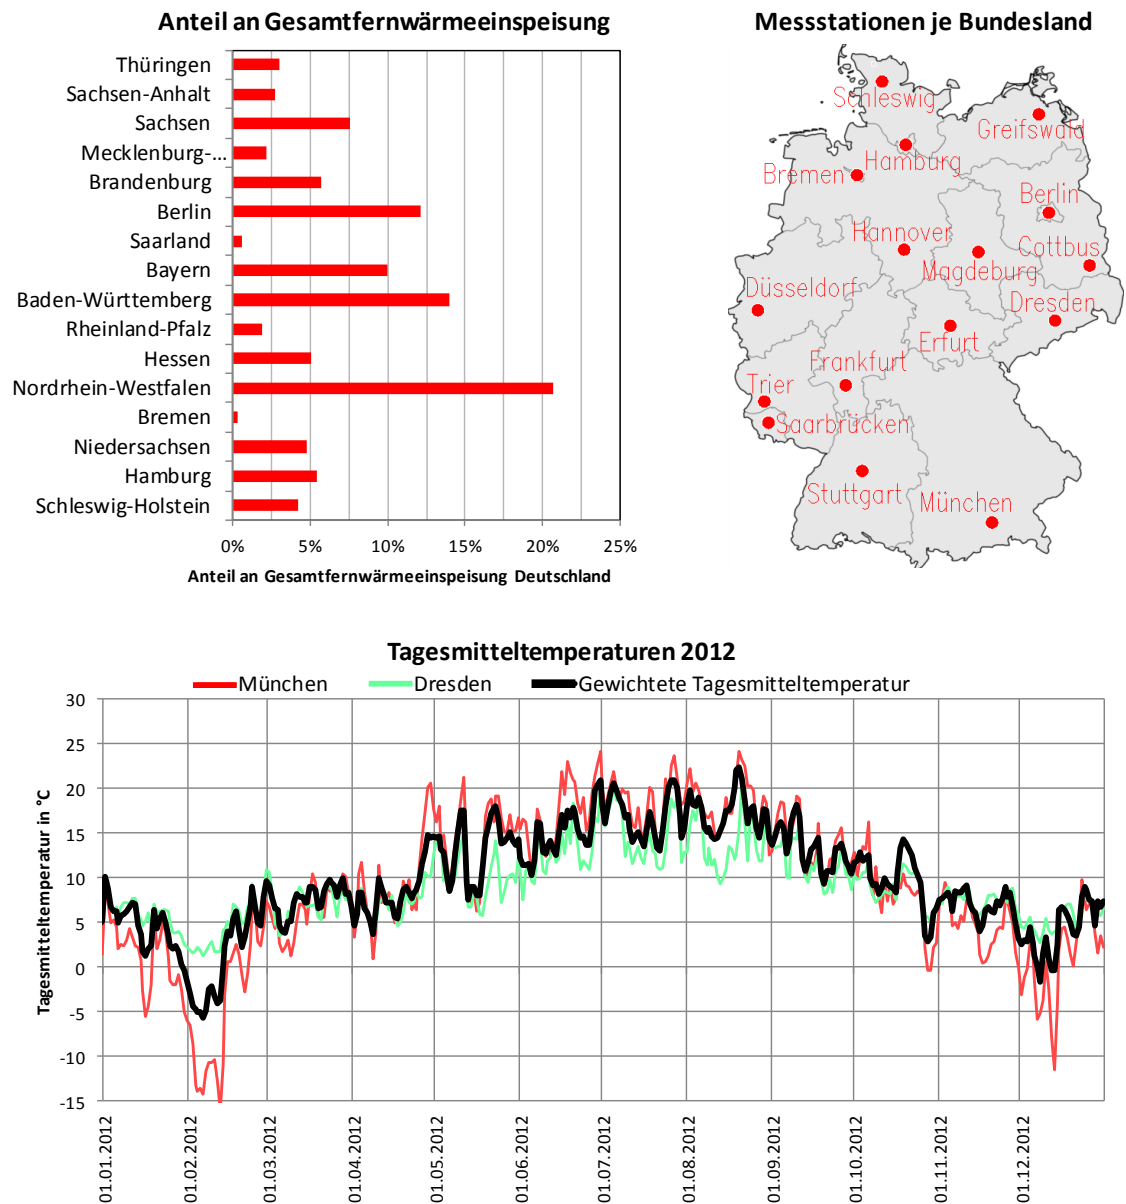 Anteil an Gesamtfernwärmeeinspeisung
Thüringen
Sachsen-Anhalt
Sachsen
Mecklenburg-...
Brandenburg
Berlin
Saarland
Bayern
Baden-Württemberg
Rheinland-Pfalz
Hessen
Nordrhein-Westfalen
Bremen
Niedersachsen
Hamburg
Schleswig-Holstein
0% 5% 10% 15% 20% 25%
Anteil an Gesamtfernwärmeeinspeisung Deutschland
Messstationen je Bundesland
Schleswig
Greifswald
Hamburg
Bremen
Berlin
Hannover
Cottbus
Magdeburg
Düsseldorf
Dresden
Erfurt
Frankfurt
Trier
Saarbrücken
Stuttgart
München
Tagesmitteltemperaturen 2012
München Dresden Gewichtete Tagesmitteltemperatur
Tagesmitteltemperatur in °C
30
25
20
15
10
5
0
-5
-10
-15
01.01.2012
01.02.2012
01.03.2012
01.04.2012
01.05.2012
01.06.2012
01.07.2012
01.08.2012
01.09.2012
01.10.2012
01.11.2012
01.12.2012